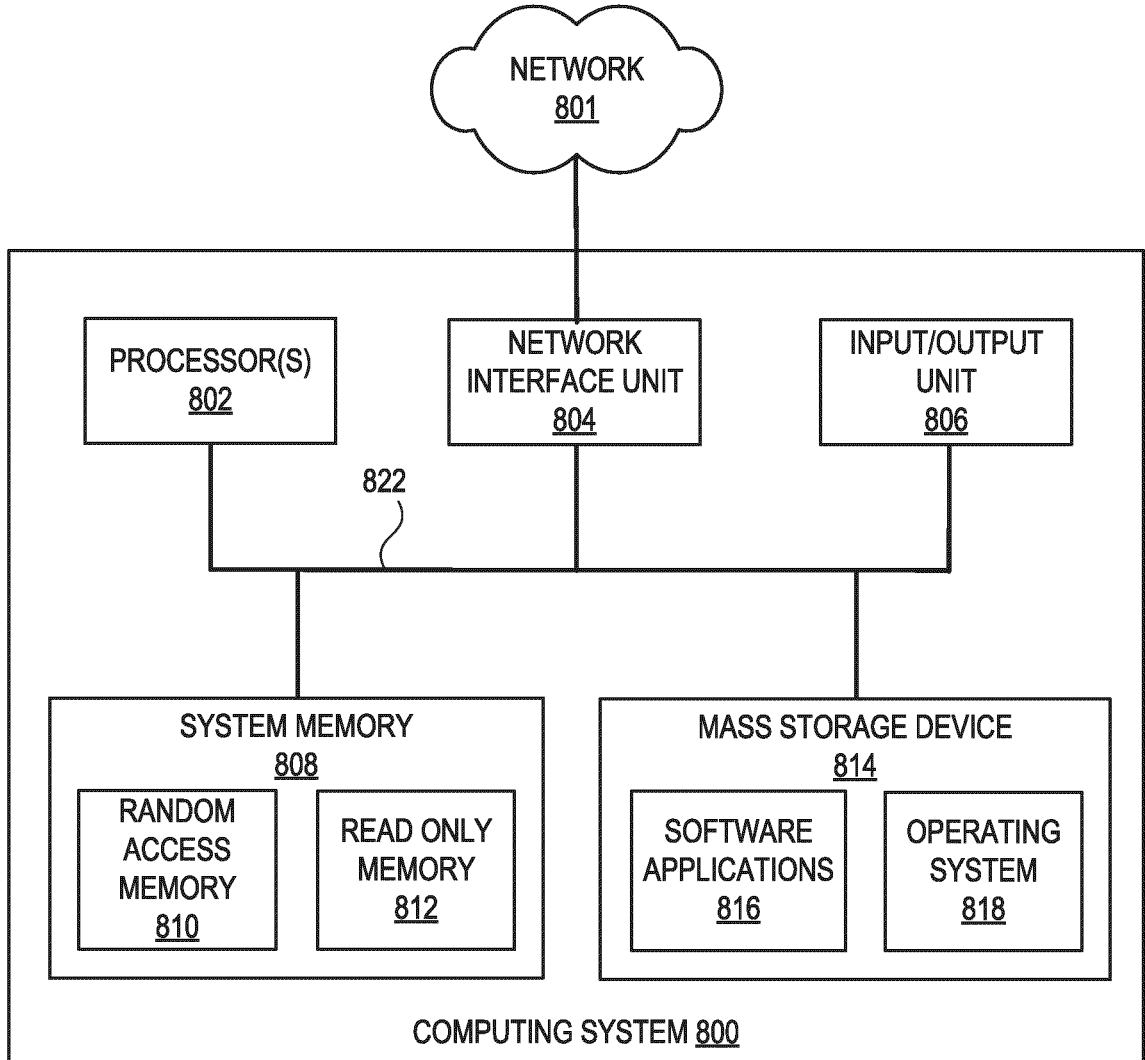 NETWORK
801
PROCESSOR(S)
802
NETWORK
INTERFACE UNIT
804
INPUT/OUTPUT
UNIT
806
822
SYSTEM MEMORY
808
RANDOM
ACCESS
MEMORY
810
READ ONLY
MEMORY
812
MASS STORAGE DEVICE
814
SOFTWARE
APPLICATIONS
816
OPERATING
SYSTEM
818
COMPUTING SYSTEM 800